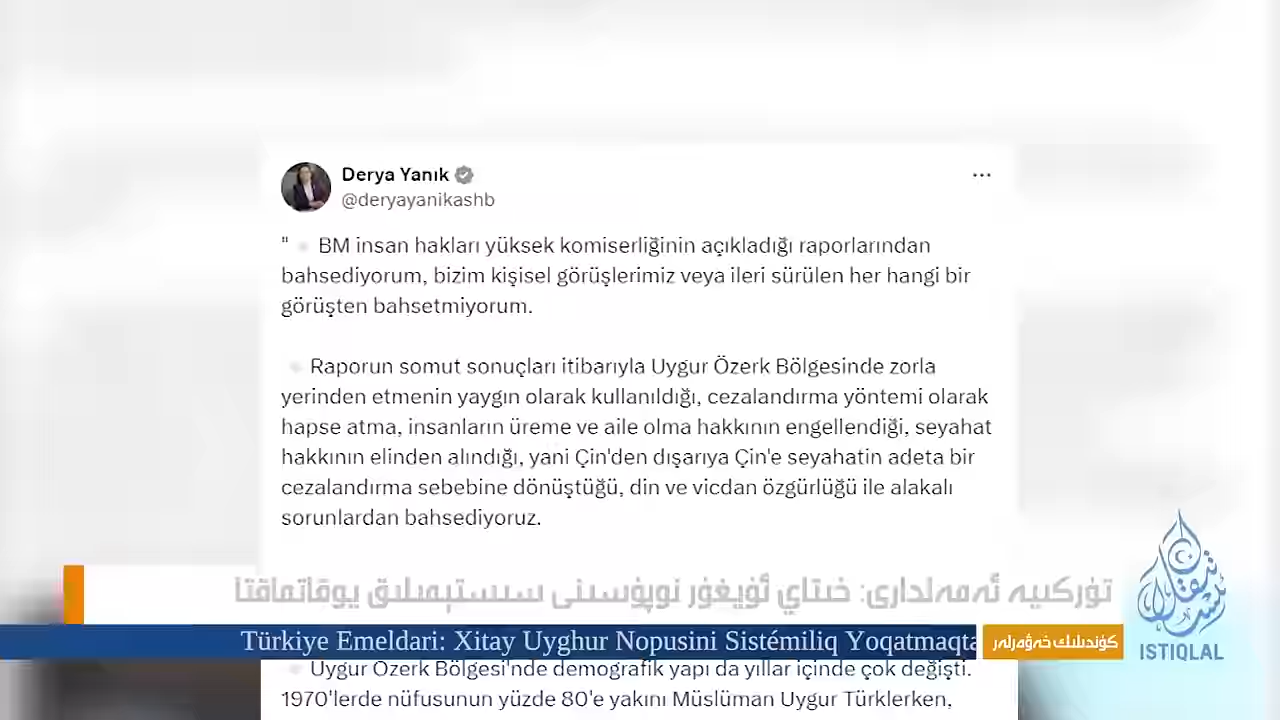 Derya Yanık
@deryayanikashb
" BM insan hakları yüksek komiserliğinin açıkladığı raporlarından
bahsediyorum, bizim kişisel görüşlerimiz veya ileri sürülen her hangi bir
görüşten bahsetmiyorum.
Raporun somut sonuçları itibarıyla Uygur Özerk Bölgesinde zorla
yerinden etmenin yaygın olarak kullanıldığı, cezalandırma yöntemi olarak
hapse atma, insanların üreme ve aile olma hakkının engellendiği, seyahat
hakkının elinden alındığı, yani Çin'den dışarıya Çin'e seyahatin adeta bir
cezalandırma sebebine dönüştüğü, din ve vicdan özgürlüğü ile alakalı
sorunlardan bahsediyoruz.
تۈركىيە ئەمەلدارى: خىتاي ئۇيغۇر نوپۇسىنى سىستېمىلىق يوقاتماقتا
Türkiye Emeldari: Xitay Uyghur Nopusini Sistémiliq Yoqatmaqta
كۈندىلىك خەۋەرلەر
ISTIQLAL
Uygur Özerk Bölgesi'nde demografik yapı da yıllar içinde çok değişti.
1970'lerde nüfusunun yüzde 80'e yakını Müslüman Uygur Türklerken,